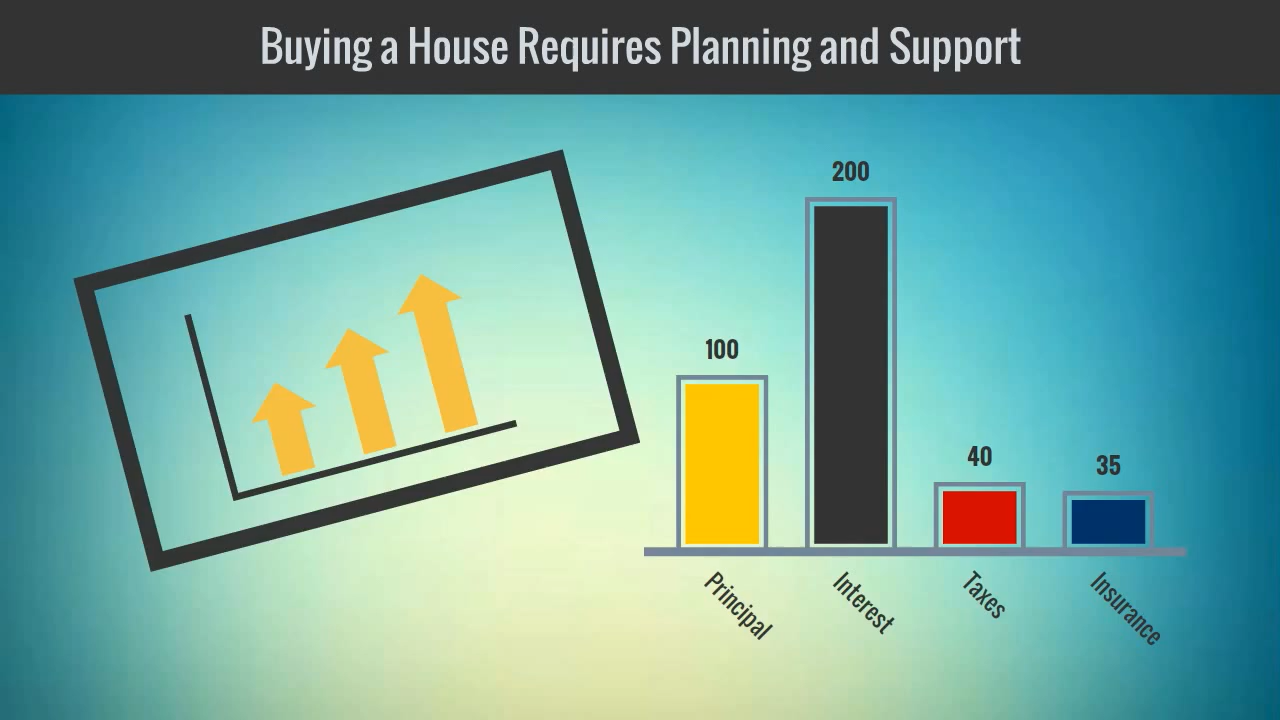 Buying a House Requires Planning and Support
200
100
40
35
Principal
Interest
Taxes
Insurance